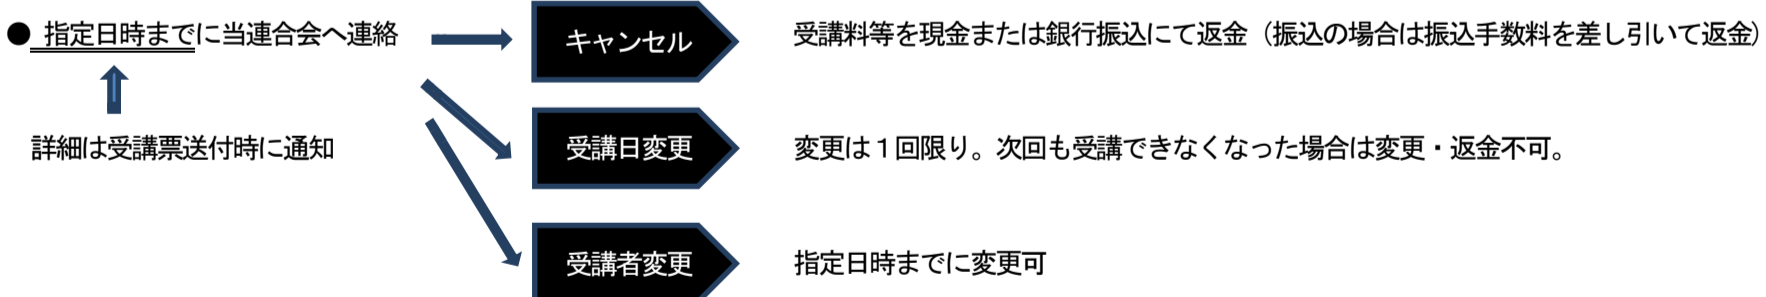 ● 指定日時までに当連合会へ連絡
キャンセル
受講料等を現金または銀行振込にて返金（振込の場合は振込手数料を差し引いて返金）
詳細は受講票送付時に通知
受講日変更
変更は１回限り。次回も受講できなくなった場合は変更・返金不可。
受講者変更
指定日時までに変更可